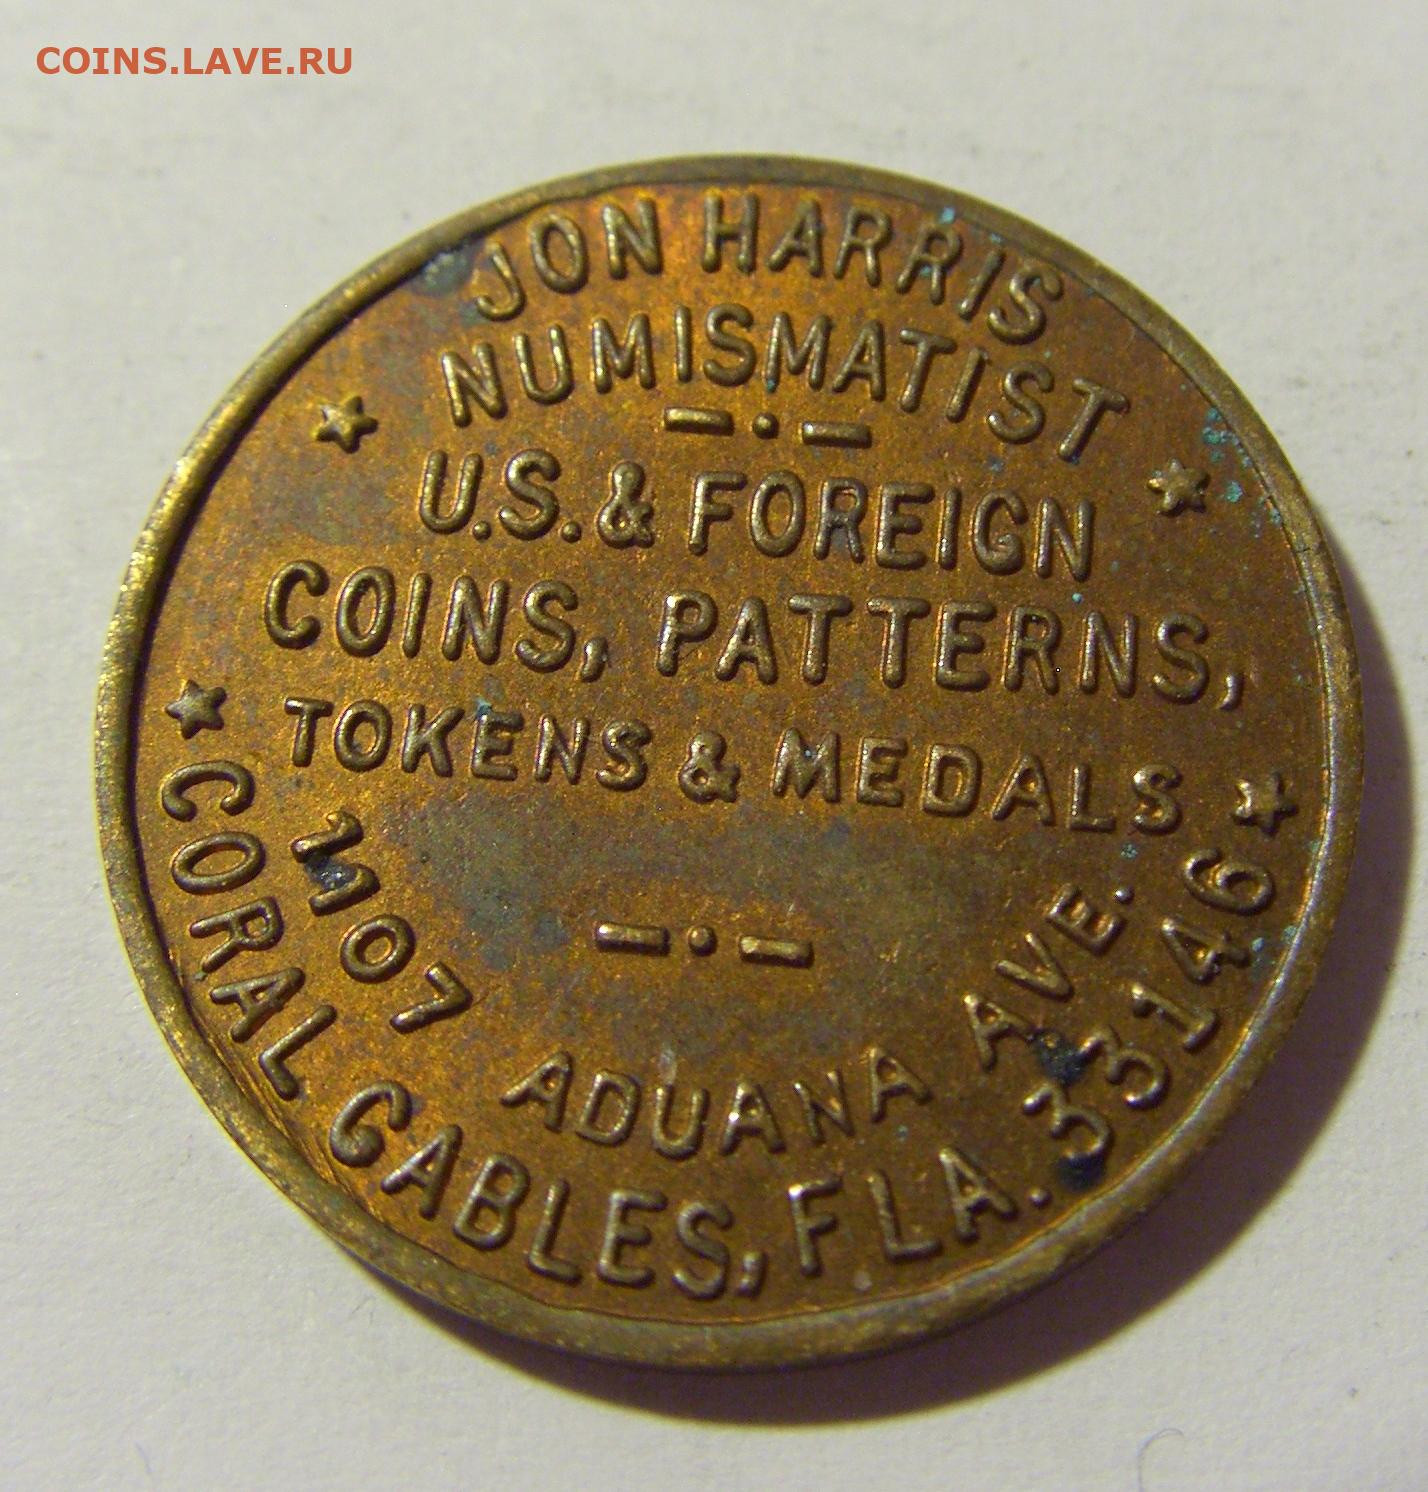 COINS.LAVE.RU
JON HARRIS
NUMISMATIST
U.S. & FOREIGN
COINS, PATTERNS,
TOKENS & MEDALS
1107 ADUANA AVE.
CORAL GABLES, FLA. 33146